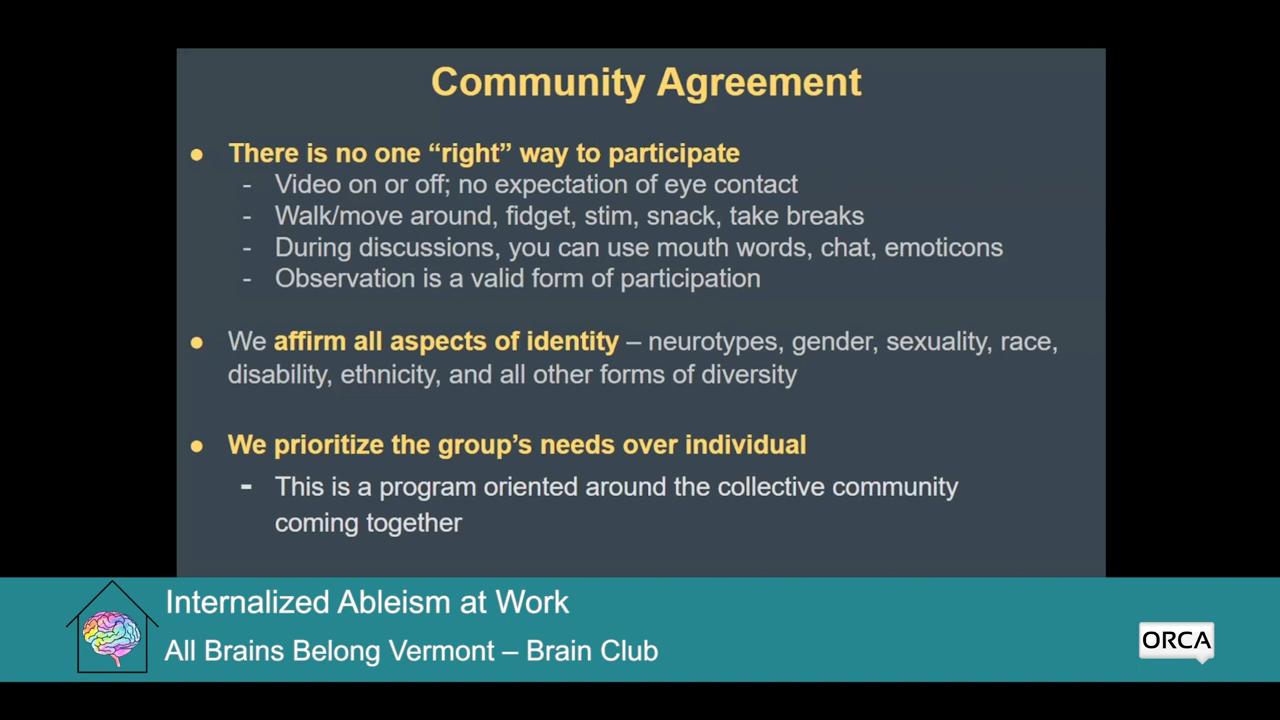 Community Agreement
● There is no one “right” way to participate
- Video on or off; no expectation of eye contact
- Walk/move around, fidget, stim, snack, take breaks
- During discussions, you can use mouth words, chat, emoticons
- Observation is a valid form of participation
● We affirm all aspects of identity – neurotypes, gender, sexuality, race,
disability, ethnicity, and all other forms of diversity
● We prioritize the group’s needs over individual
- This is a program oriented around the collective community
coming together
Internalized Ableism at Work
All Brains Belong Vermont – Brain Club
ORCA